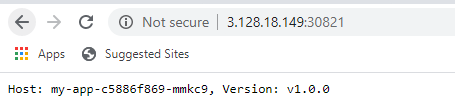 Not secure | 3.128.18.149:30821
Apps Suggested Sites
Host: my-app-c5886f869-mmkc9, Version: v1.0.0